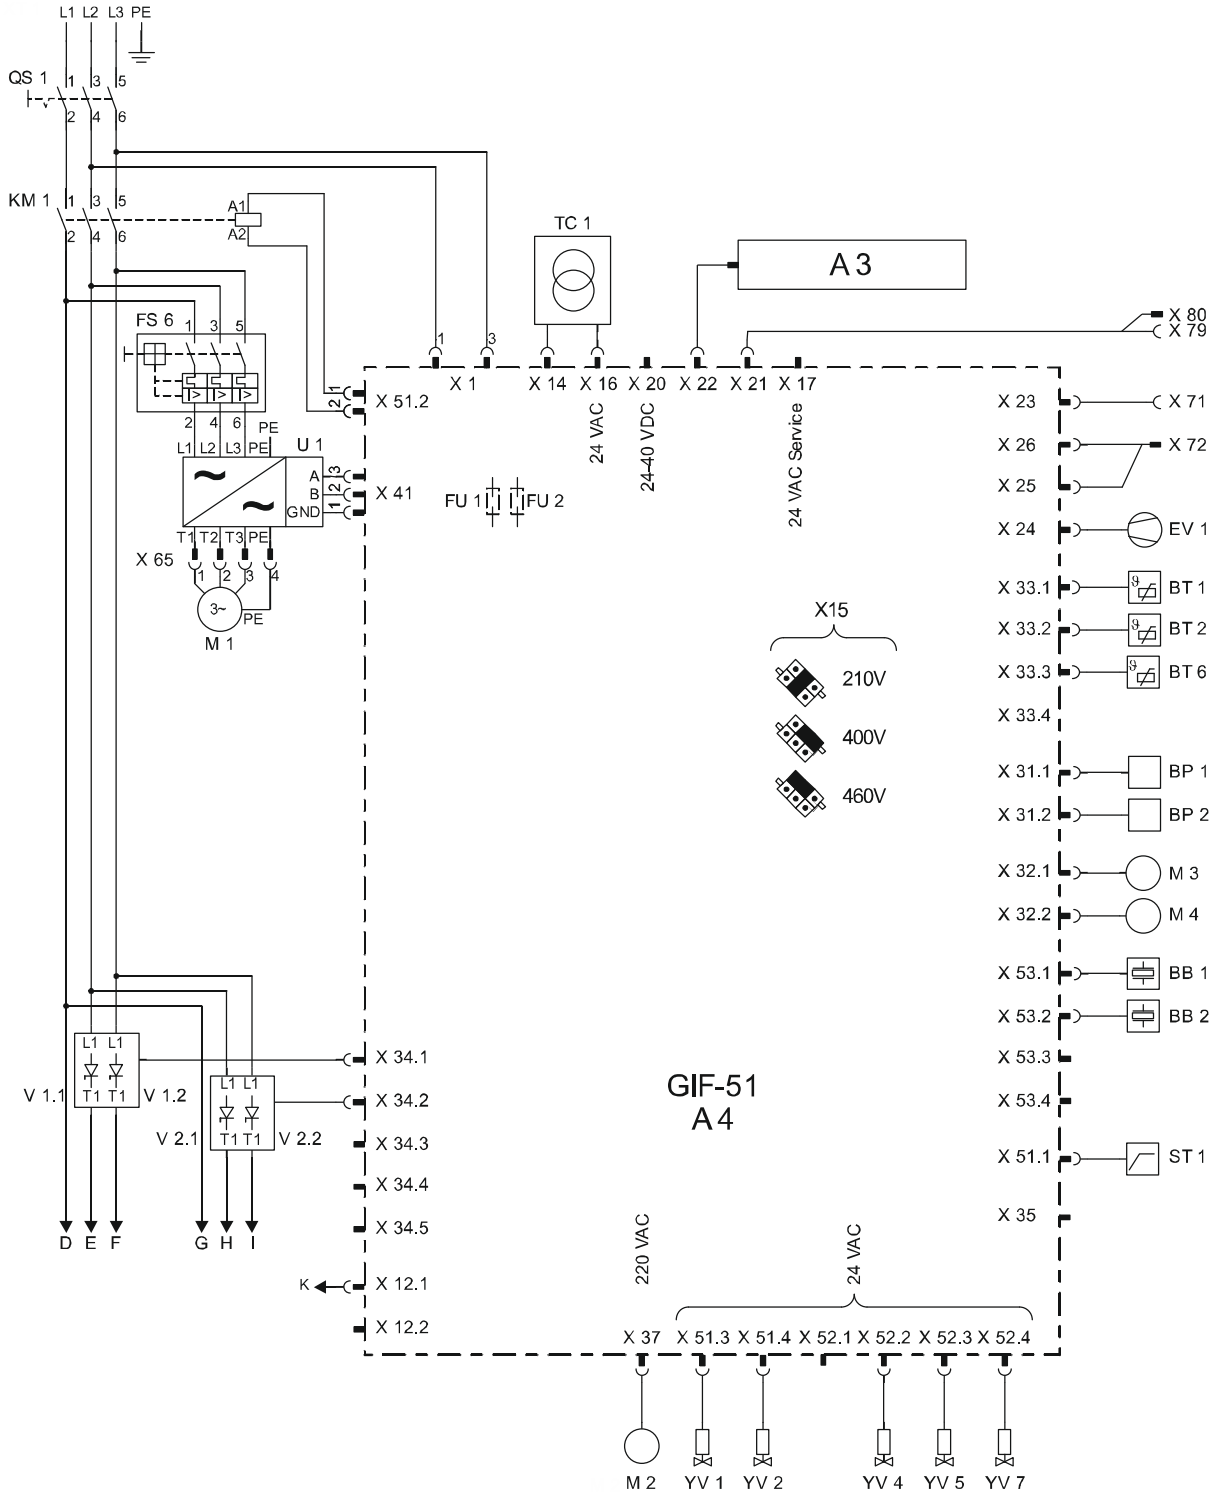 L1 L2 L3 PE
QS 1
1 3 5
2 4 6
KM 1
1 3 5
2 4 6
A1
A2
TC 1
A 3
X 80
X 79
FS 6
1 3 5
2 4 6
1 3
X 1 X 14 X 16 X 20 X 22 X 21 X 17
24 VAC
24-40 VDC
24 VAC Service
1
2
X 51.2
X 23
X 71
X 26
X 72
X 25
PE
L1 L2 L3 PE
U 1
A 3
B 2
GND 1
X 41
FU 1
FU 2
T1 T2 T3 PE
X 65
1 2 3 4
3~
PE
M 1
X 24
EV 1
X 33.1
ϑ
BT 1
X 33.2
ϑ
BT 2
X 33.3
ϑ
BT 6
X 33.4
X15
210V
400V
460V
X 31.1
BP 1
X 31.2
BP 2
X 32.1
M 3
X 32.2
M 4
X 53.1
BB 1
X 53.2
BB 2
X 53.3
X 53.4
X 51.1
ST 1
X 35
L1 L1
V 1.1
T1 T1
V 1.2
L1 L1
V 2.1
T1 T1
V 2.2
X 34.1
X 34.2
X 34.3
X 34.4
X 34.5
GIF-51
A 4
D E F G H I
K
X 12.1
X 12.2
220 VAC
24 VAC
X 37 X 51.3 X 51.4 X 52.1 X 52.2 X 52.3 X 52.4
M 2 YV 1 YV 2 YV 4 YV 5 YV 7